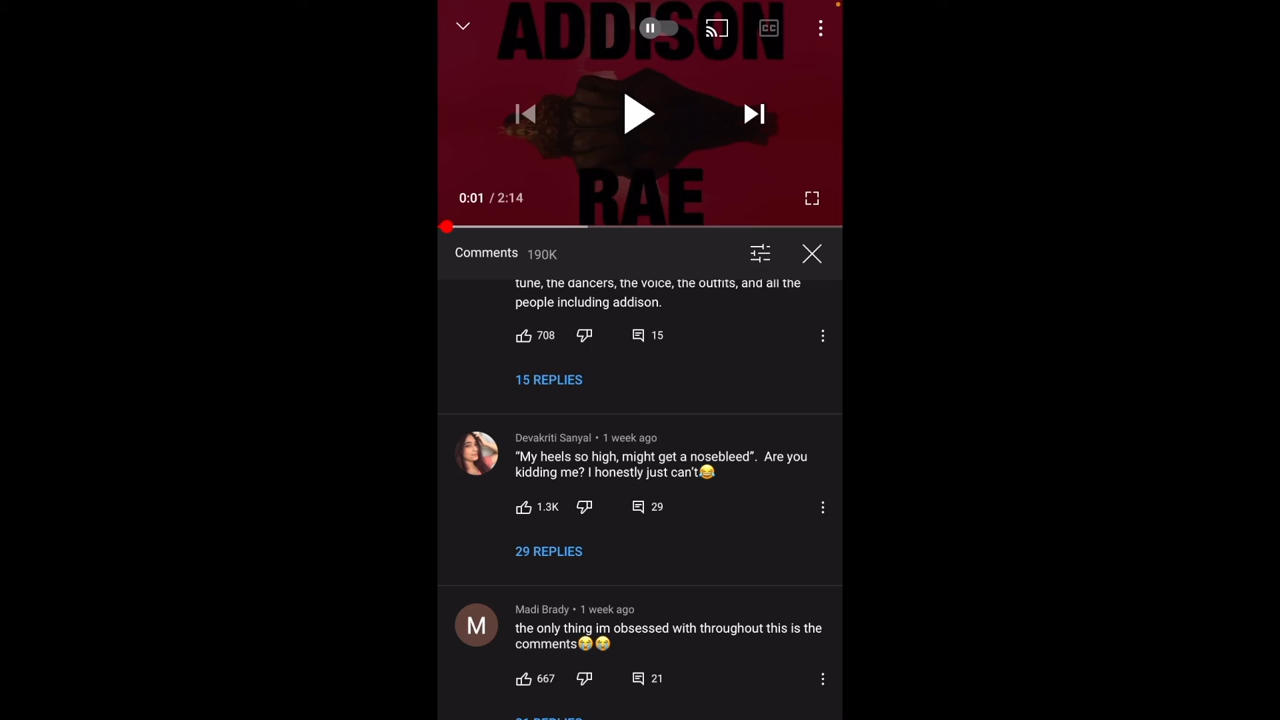 ADDISON
CC
RAE
0:01 / 2:14
Comments 190K
tune, the dancers, the voice, the outfits, and all the
people including addison.
708 15
15 REPLIES
Devakriti Sanyal • 1 week ago
“My heels so high, might get a nosebleed”. Are you
kidding me? I honestly just can’t😂
1.3K 29
29 REPLIES
M
Madi Brady • 1 week ago
the only thing im obsessed with throughout this is the
comments😭😭
667 21